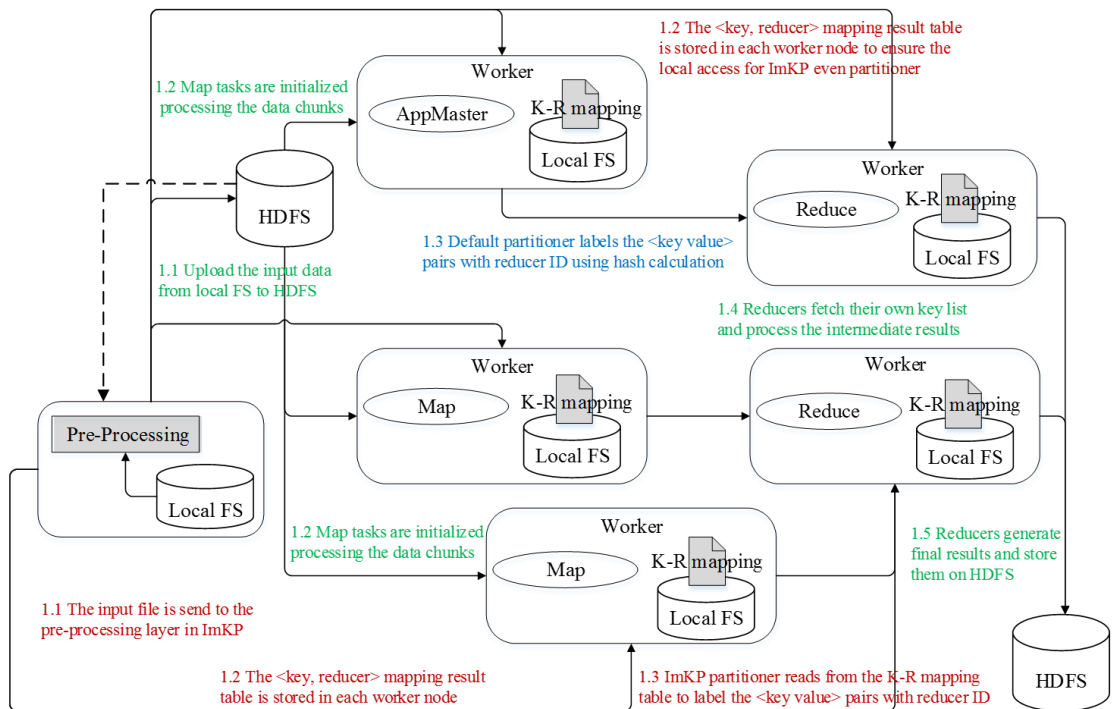 1.2 The <key, reducer> mapping result table
is stored in each worker node to ensure the
local access for ImKP even partitioner
Worker
1.2 Map tasks are initialized
processing the data chunks
AppMaster
K-R mapping
Local FS
HDFS
Worker
Reduce
K-R mapping
Local FS
1.3 Default partitioner labels the <key value>
pairs with reducer ID using hash calculation
1.1 Upload the input data
from local FS to HDFS
1.4 Reducers fetch their own key list
and process the intermediate results
Worker
Map
K-R mapping
Local FS
Worker
Reduce
K-R mapping
Local FS
Pre-Processing
Local FS
1.2 Map tasks are initialized
processing the data chunks
Worker
Map
K-R mapping
Local FS
1.5 Reducers generate
final results and store
them on HDFS
1.1 The input file is send to the
pre-processing layer in ImKP
1.2 The <key, reducer> mapping result
table is stored in each worker node
1.3 ImKP partitioner reads from the K-R mapping
table to label the <key value> pairs with reducer ID
HDFS